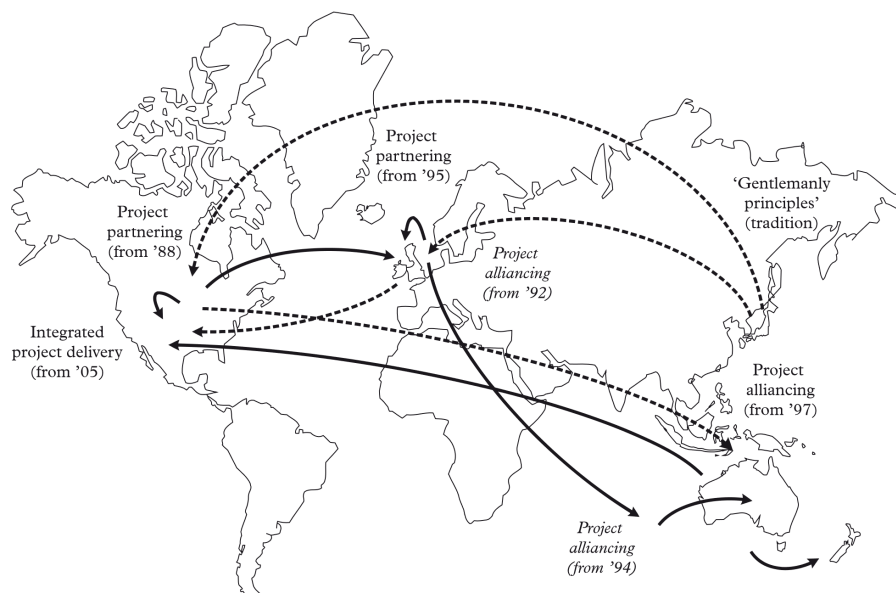 Project
partnering
(from ’95)
‘Gentlemanly
principles’
(tradition)
Project
partnering
(from ’88)
Project
alliancing
(from ’92)
Integrated
project delivery
(from ’05)
Project
alliancing
(from ’97)
Project
alliancing
(from ’94)